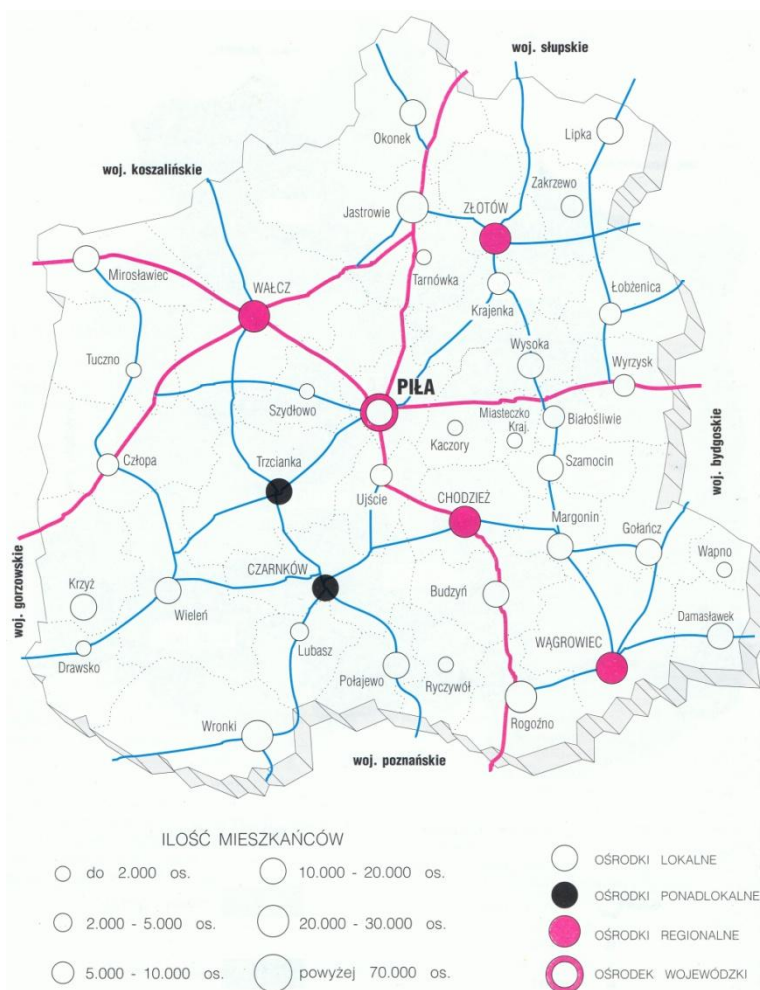 woj. słupskie
Okonek
Lipka
woj. koszalińskie
Zakrzewo
Jastrowie
ZŁOTÓW
Mirosławiec
Tarnówka
WAŁCZ
Krajenka
Łobżenica
Tuczno
Wysoka
PIŁA
Wyrzysk
Szydłowo
Miasteczko
Kraj.
Białośliwie
Kaczory
Człopa
Trzcianka
Szamocin
woj. bydgoskie
Ujście
CHODZIEŻ
Margonin
Gołańcz
Wapno
woj. gorzowskie
Krzyż
CZARNKÓW
Wieleń
Budzyń
Damasławek
WĄGROWIEC
Drawsko
Lubasz
Połajewo
Ryczywół
Rogoźno
Wronki
woj. poznańskie
ILOŚĆ MIESZKAŃCÓW
do 2.000 os.
2.000 - 5.000 os.
5.000 - 10.000 os.
10.000 - 20.000 os.
20.000 - 30.000 os.
powyżej 70.000 os.
OŚRODKI LOKALNE
OŚRODKI PONADLOKALNE
OŚRODKI REGIONALNE
OŚRODEK WOJEWÓDZKI